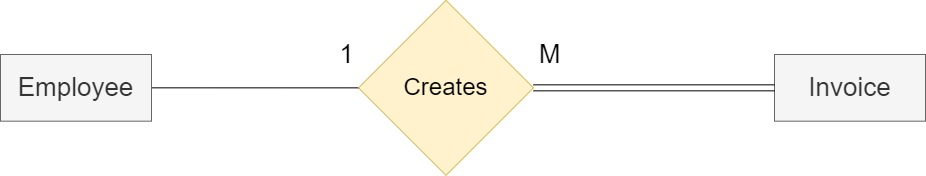 Employee
1
Creates
M
Invoice